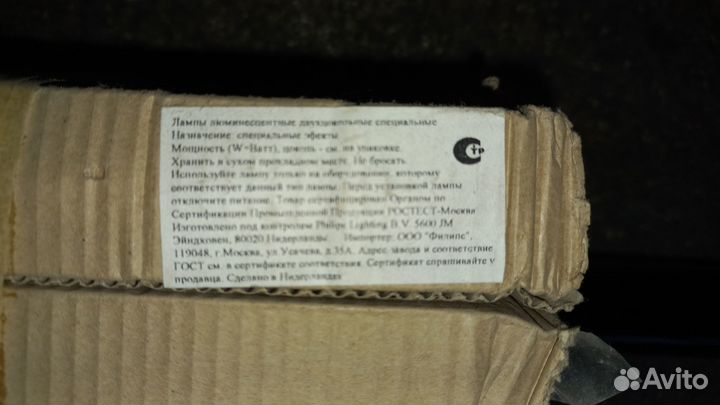 Лампы люминесцентные двухцокольные специальные
Назначение: специальные эфекты
Мощность (W=Ватт), цоколь - см. на упаковке.
Хранить в сухом прохладном месте. Не бросать.
Используйте лампу только на оборудовании, которому
соответствует данный тип лампы. Перед установкой лампы
отключите питание. Товар сертифицирован Органом по
Сертификации Промышленной Продукции РОСТЕСТ-Москва
Изготовлено под контролем Philips Lighting B.V. 5600 JM
Эйндховен, 80020 Нидерланды. Импортер: ООО "Филипс",
119048, г.Москва, ул Усачева, д.35А. Адрес завода и соответствие
ГОСТ см. в сертификате соответствия. Сертификат спрашивайте у
продавца. Сделано в Нидерландах
Avito